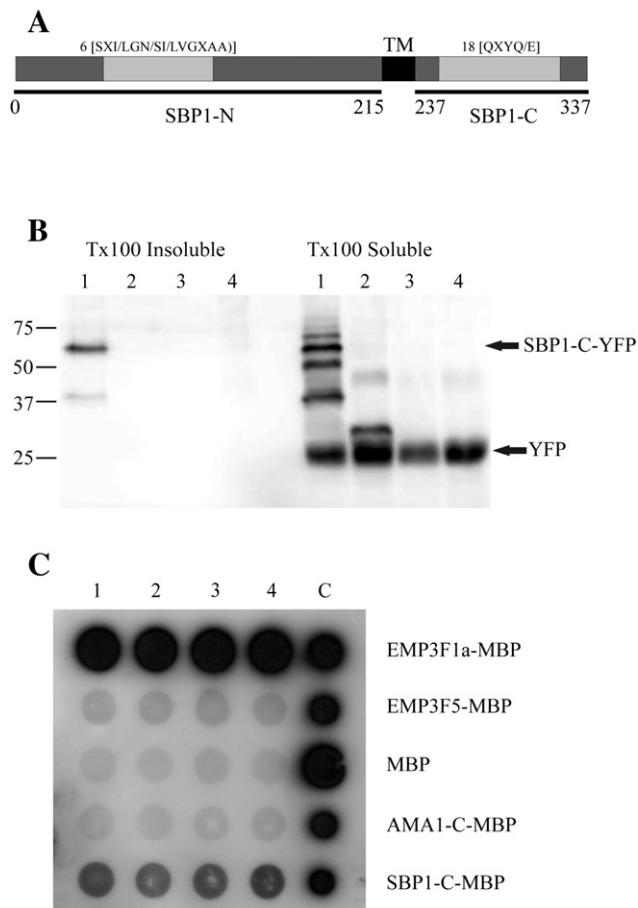 A
6 [SXI/LGN/SI/LVGXAA)] TM 18 [QXYQ/E]
0 SBP1-N 215 237 SBP1-C 337
B
Tx100 Insoluble Tx100 Soluble
1 2 3 4 1 2 3 4
75
SBP1-C-YFP
50
37
25 YFP
C
1 2 3 4 C
EMP3F1a-MBP
EMP3F5-MBP
MBP
AMA1-C-MBP
SBP1-C-MBP